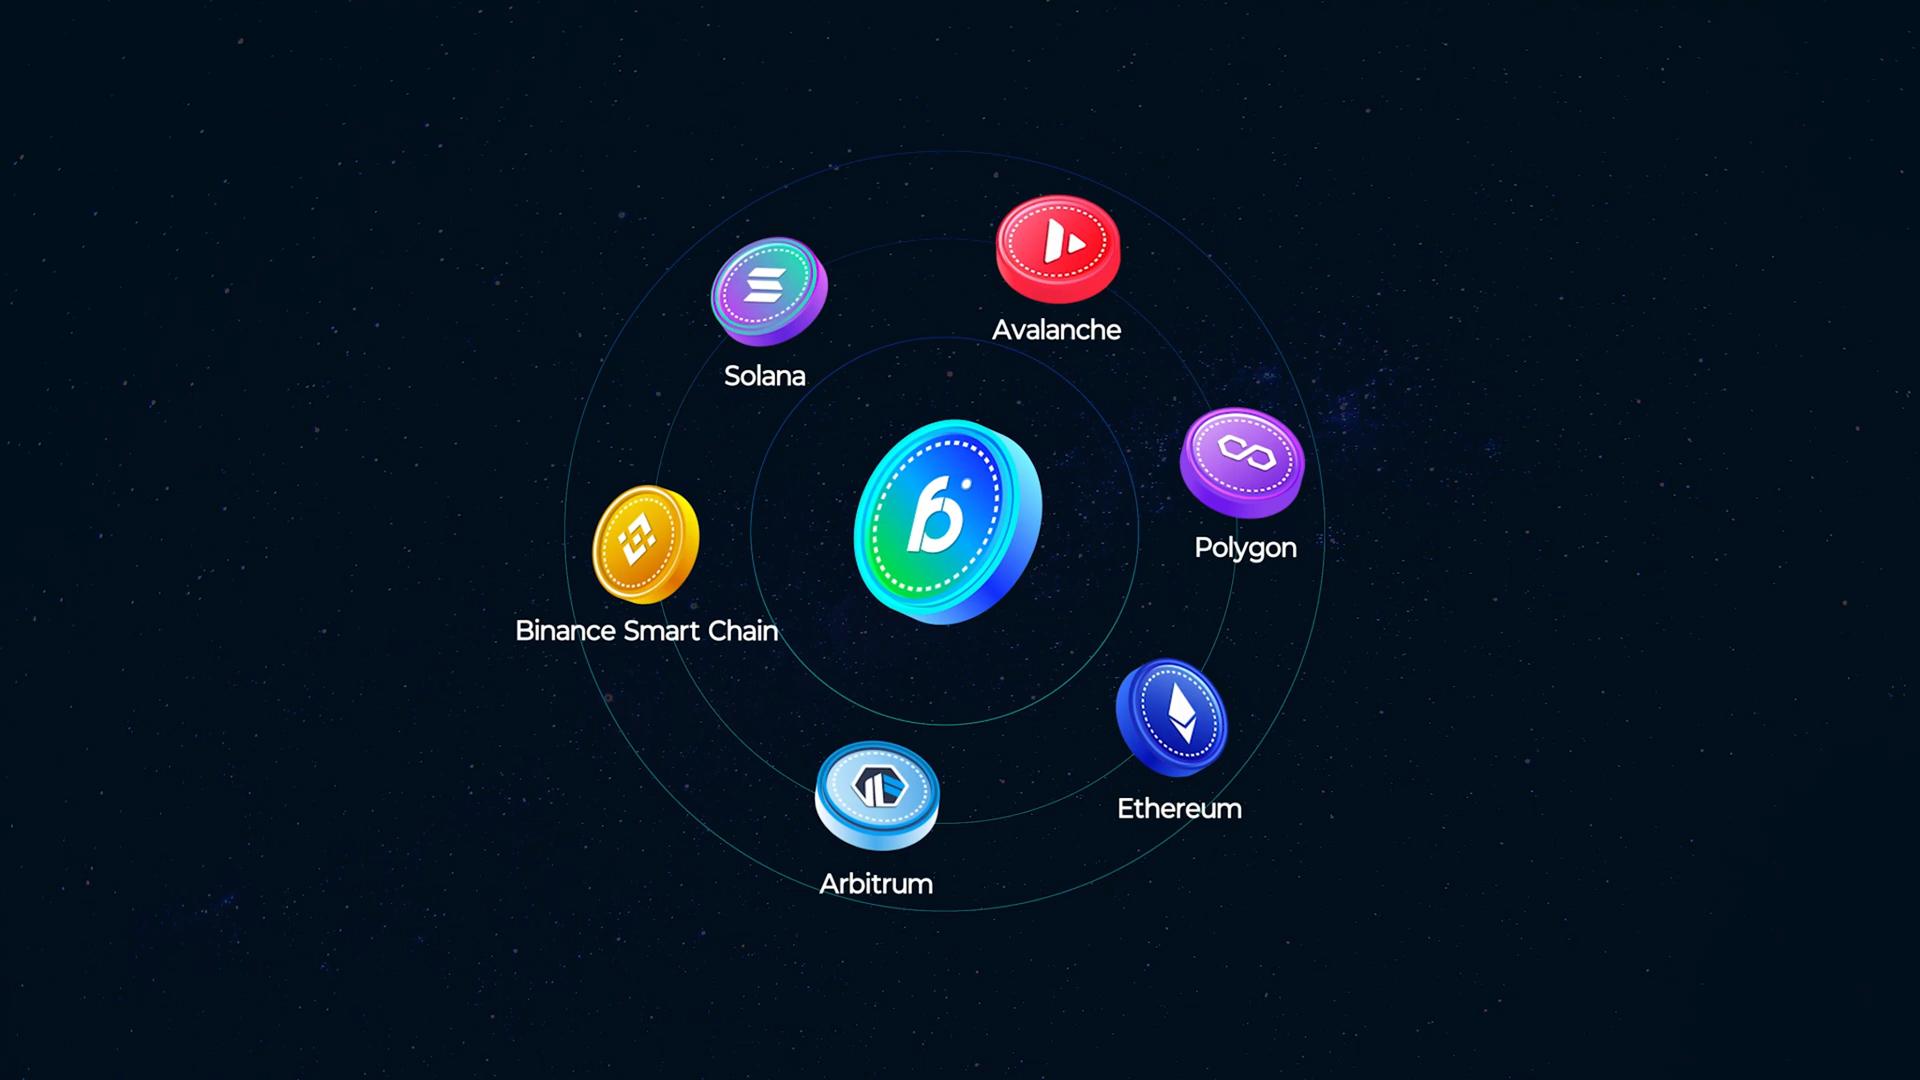 Avalanche
Solana
Polygon
Binance Smart Chain
Ethereum
Arbitrum